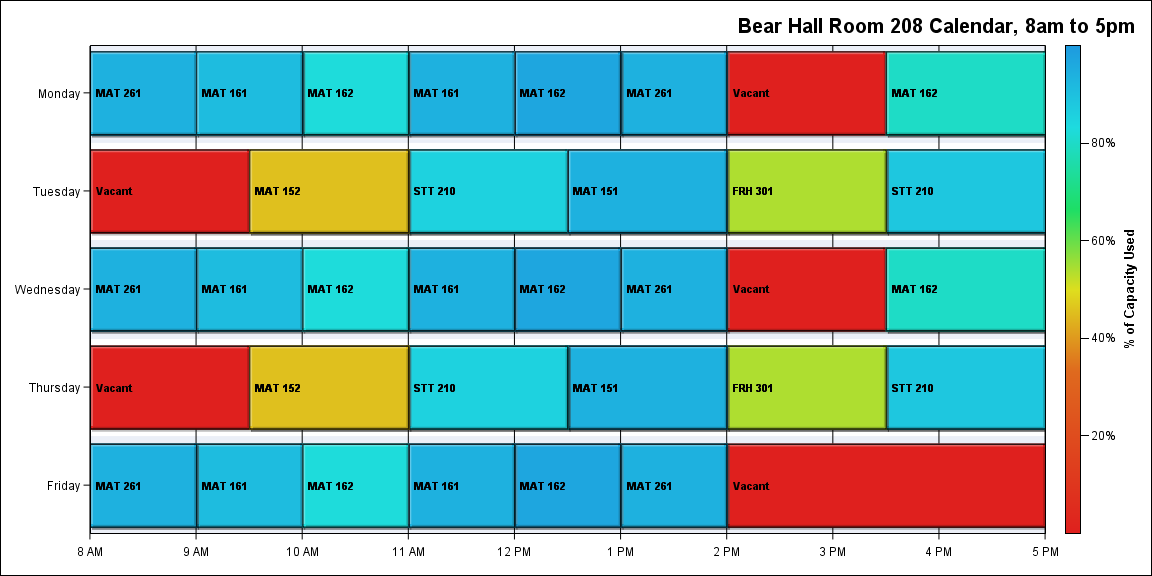 Bear Hall Room 208 Calendar, 8am to 5pm
Monday
MAT 261
MAT 161
MAT 162
MAT 161
MAT 162
MAT 261
Vacant
MAT 162
Tuesday
Vacant
MAT 152
STT 210
MAT 151
FRH 301
STT 210
Wednesday
MAT 261
MAT 161
MAT 162
MAT 161
MAT 162
MAT 261
Vacant
MAT 162
Thursday
Vacant
MAT 152
STT 210
MAT 151
FRH 301
STT 210
Friday
MAT 261
MAT 161
MAT 162
MAT 161
MAT 162
MAT 261
Vacant
8 AM
9 AM
10 AM
11 AM
12 PM
1 PM
2 PM
3 PM
4 PM
5 PM
80%
60%
40%
20%
% of Capacity Used